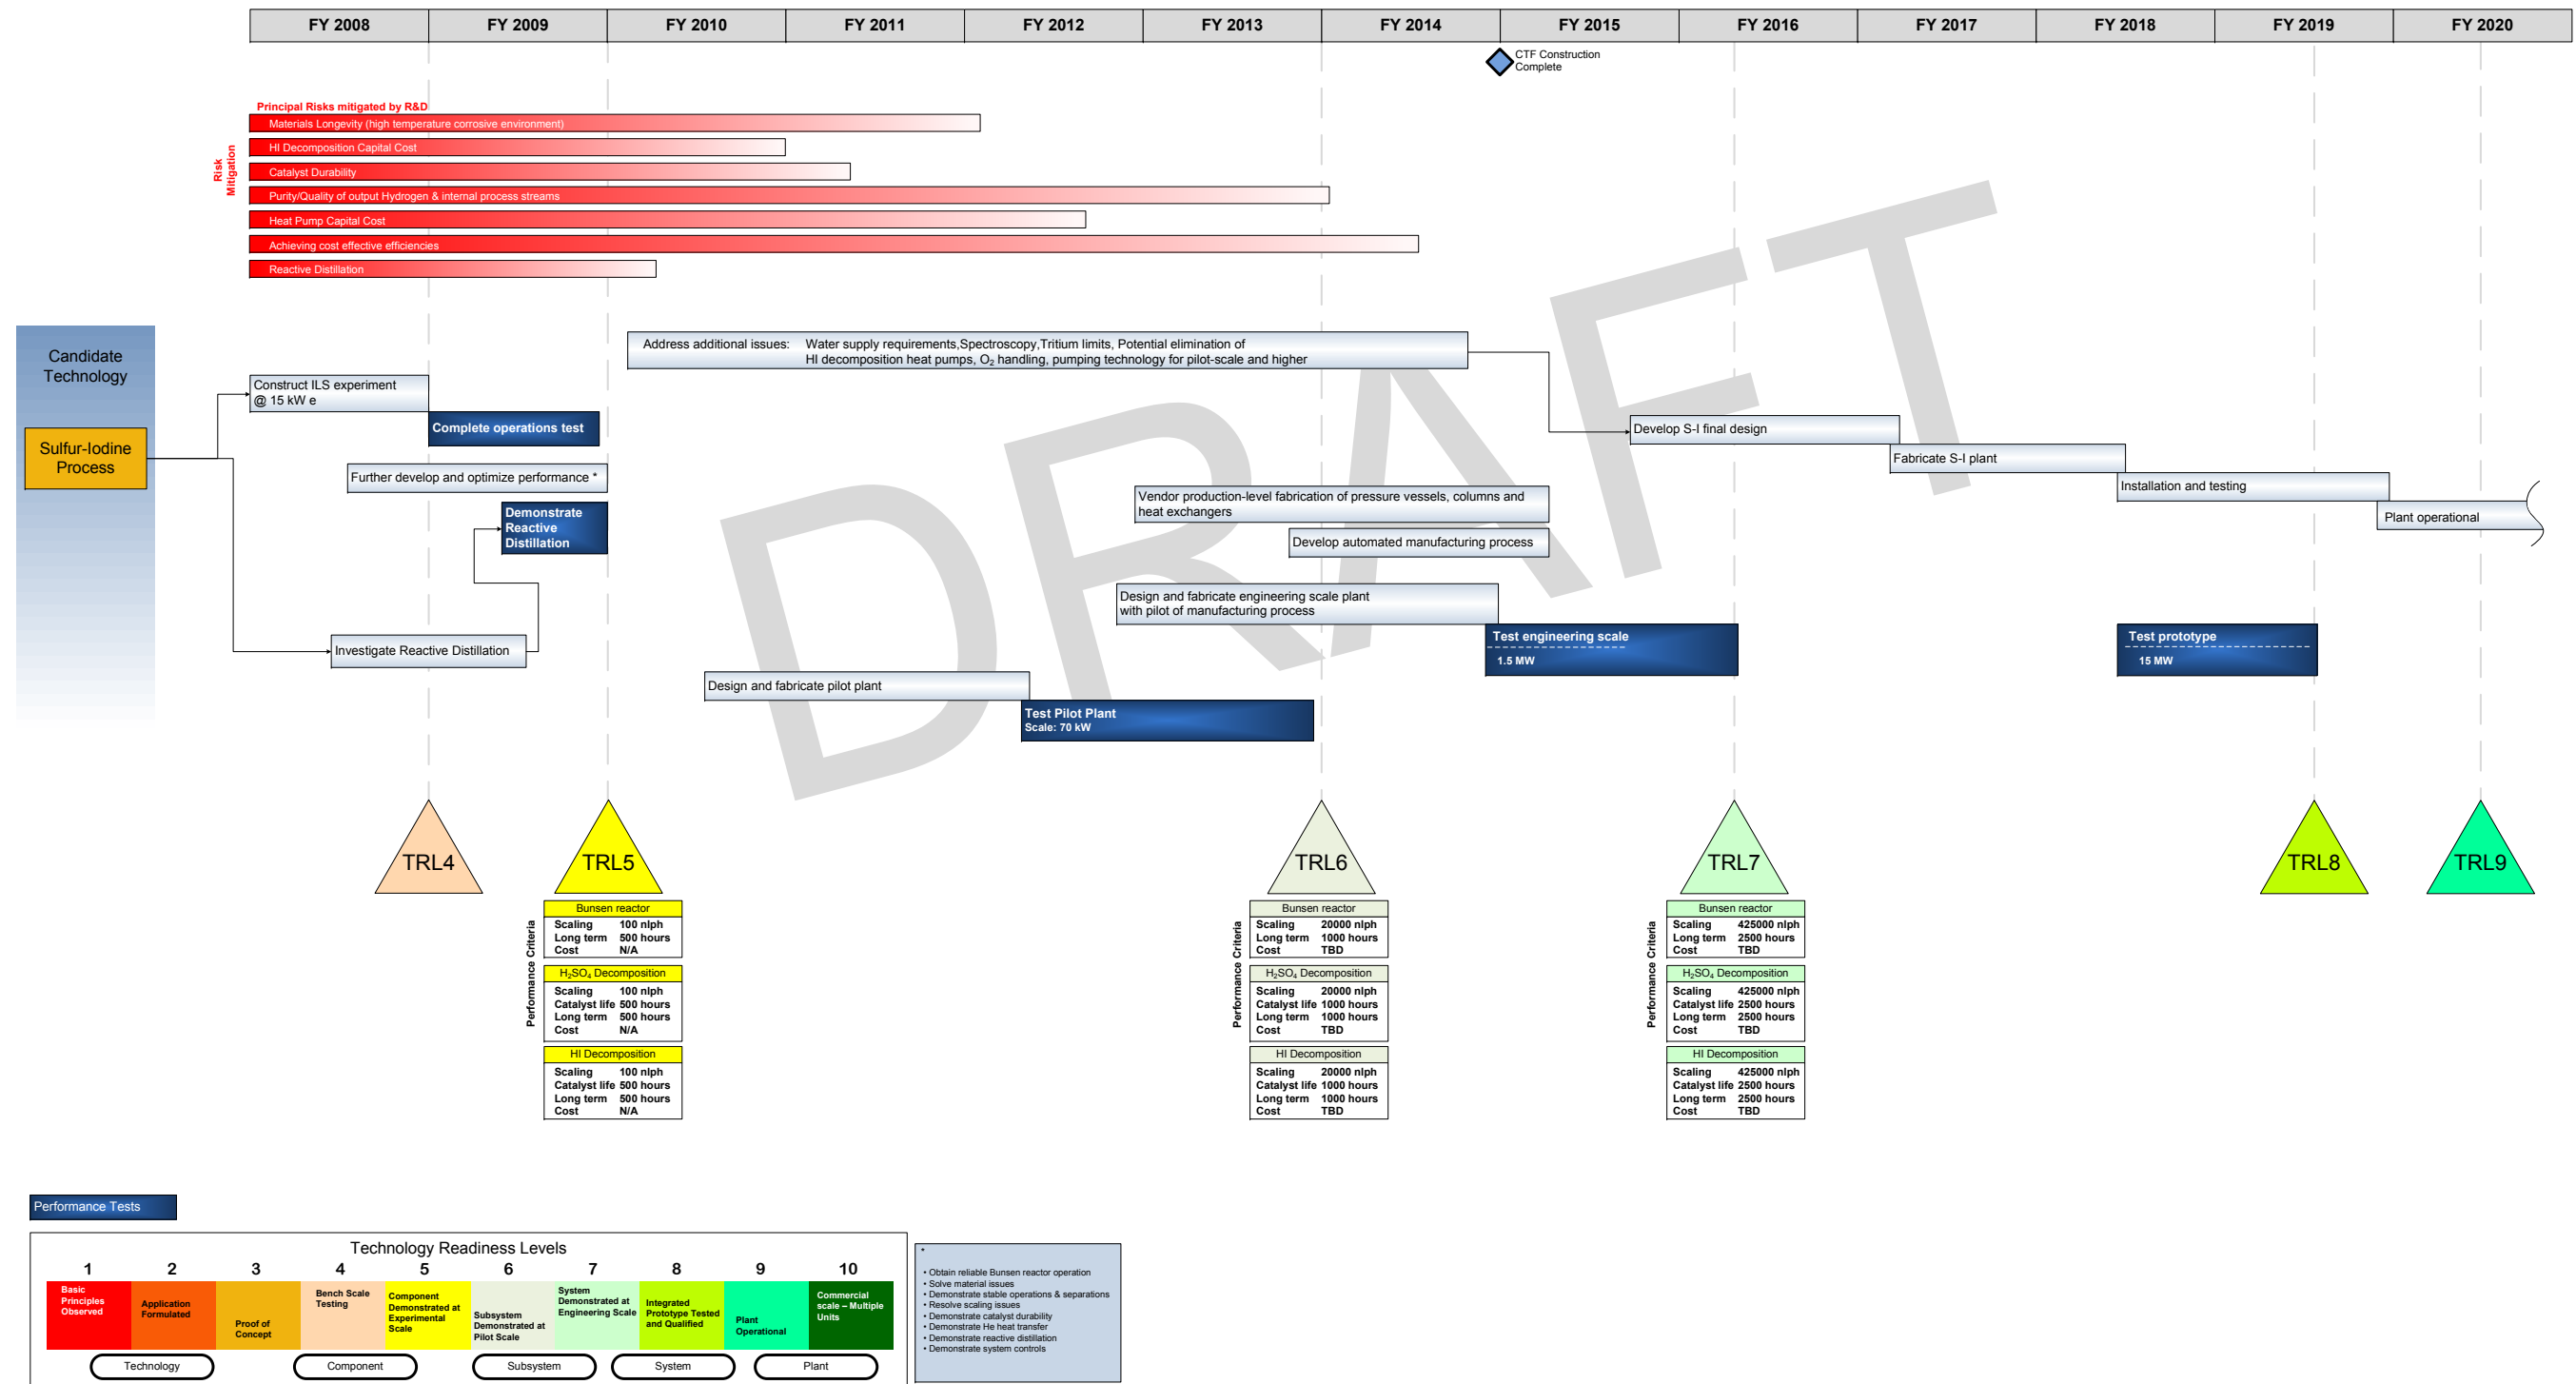 FY 2008 FY 2009 FY 2010 FY 2011 FY 2012 FY 2013 FY 2014 FY 2015 FY 2016 FY 2017 FY 2018 FY 2019 FY 2020
CTF Construction
Complete
Principal Risks mitigated by R&D
Risk
Mitigation
Materials Longevity (high temperature corrosive environment)
HI Decomposition Capital Cost
Catalyst Durability
Purity/Quality of output Hydrogen & internal process streams
Heat Pump Capital Cost
Achieving cost effective efficiencies
Reactive Distillation
DRAFT
Candidate
Technology
Sulfur-Iodine
Process
Address additional issues: Water supply requirements,Spectroscopy,Tritium limits, Potential elimination of
HI decomposition heat pumps, O₂ handling, pumping technology for pilot-scale and higher
Construct ILS experiment
@ 15 kW e
Complete operations test
Further develop and optimize performance *
Demonstrate
Reactive
Distillation
Investigate Reactive Distillation
Develop S-I final design
Fabricate S-I plant
Installation and testing
Plant operational
Vendor production-level fabrication of pressure vessels, columns and
heat exchangers
Develop automated manufacturing process
Design and fabricate engineering scale plant
with pilot of manufacturing process
Test engineering scale
1.5 MW
Test prototype
15 MW
Design and fabricate pilot plant
Test Pilot Plant
Scale: 70 kW
TRL4 TRL5 TRL6 TRL7 TRL8 TRL9
Performance Criteria
Bunsen reactor
Scaling 100 nlph
Long term 500 hours
Cost N/A
H₂SO₄ Decomposition
Scaling 100 nlph
Catalyst life 500 hours
Long term 500 hours
Cost N/A
HI Decomposition
Scaling 100 nlph
Catalyst life 500 hours
Long term 500 hours
Cost N/A
Performance Criteria
Bunsen reactor
Scaling 20000 nlph
Long term 1000 hours
Cost TBD
H₂SO₄ Decomposition
Scaling 20000 nlph
Catalyst life 1000 hours
Long term 1000 hours
Cost TBD
HI Decomposition
Scaling 20000 nlph
Catalyst life 1000 hours
Long term 1000 hours
Cost TBD
Performance Criteria
Bunsen reactor
Scaling 425000 nlph
Long term 2500 hours
Cost TBD
H₂SO₄ Decomposition
Scaling 425000 nlph
Catalyst life 2500 hours
Long term 2500 hours
Cost TBD
HI Decomposition
Scaling 425000 nlph
Catalyst life 2500 hours
Long term 2500 hours
Cost TBD
Performance Tests
Technology Readiness Levels
1 2 3 4 5 6 7 8 9 10
Basic
Principles
Observed
Application
Formulated
Proof of
Concept
Bench Scale
Testing
Component
Demonstrated at
Experimental
Scale
Subsystem
Demonstrated at
Pilot Scale
System
Demonstrated at
Engineering Scale
Integrated
Prototype Tested
and Qualified
Plant
Operational
Commercial
scale – Multiple
Units
Technology Component Subsystem System Plant
*
• Obtain reliable Bunsen reactor operation
• Solve material issues
• Demonstrate stable operations & separations
• Resolve scaling issues
• Demonstrate catalyst durability
• Demonstrate He heat transfer
• Demonstrate reactive distillation
• Demonstrate system controls